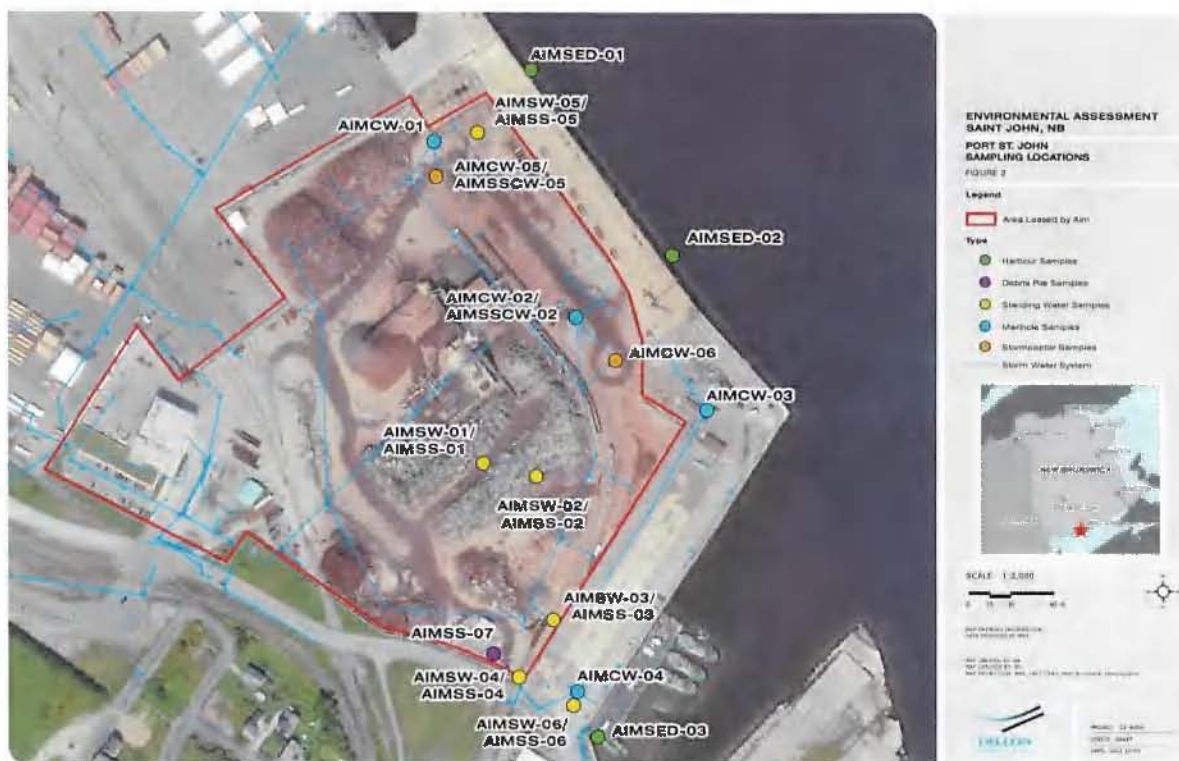 AIMSED-01
AIMSW-05/
AIMSS-05
AIMCW-01
AIMCW-05/
AIMSSCW-05
AIMSED-02
AIMCW-02/
AIMSSCW-02
AIMCW-06
AIMCW-03
AIMSW-01/
AIMSS-01
AIMSW-02/
AIMSS-02
AIMSW-03/
AIMSS-03
AIMSS-07
AIMSW-04/
AIMSS-04
AIMCW-04
AIMSW-06/
AIMSS-06
AIMSED-03
ENVIRONMENTAL ASSESSMENT
SAINT JOHN, NB
PORT ST. JOHN
SAMPLING LOCATIONS
FIGURE 2
Legend
Area Leased by Aim
Type
Harbour Samples
Debris Pile Samples
Standing Water Samples
Manhole Samples
Stormceptor Samples
Storm Water System
NEW BRUNSWICK
SCALE
DILLON